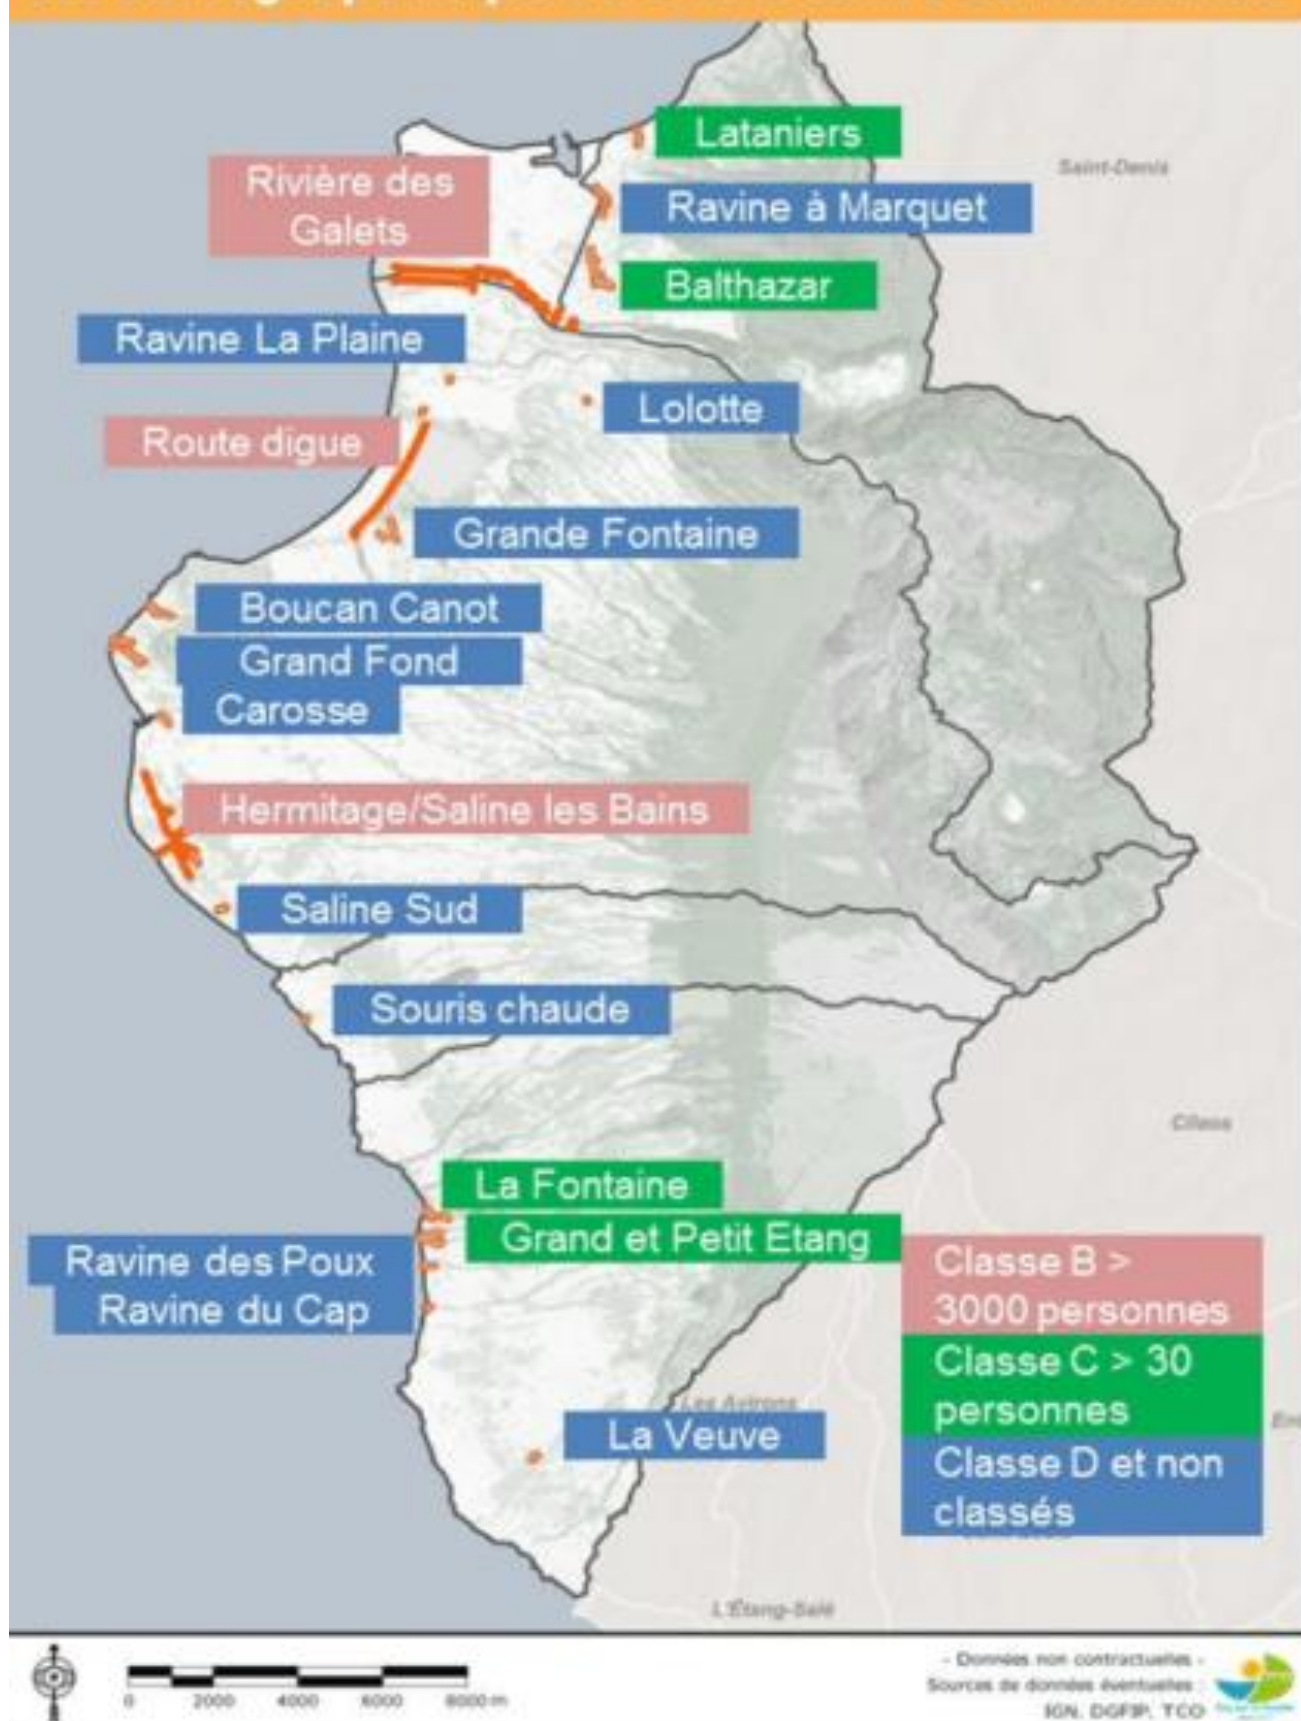 Lataniers
Saint-Denis
Rivière des
Galets
Ravine à Marquet
Balthazar
Ravine La Plaine
Lolotte
Route digue
Grande Fontaine
Boucan Canot
Grand Fond
Carosse
Hermitage/Saline les Bains
Saline Sud
Souris chaude
Cilaos
La Fontaine
Grand et Petit Etang
Ravine des Poux
Ravine du Cap
Classe B >
3000 personnes
Classe C > 30
personnes
Classe D et non
classés
Les Avirons
La Veuve
L'Étang-Salé
0 2000 4000 6000 8000 m
- Données non contractuelles -
Sources de données éventuelles :
IGN, DGFIP, TCO